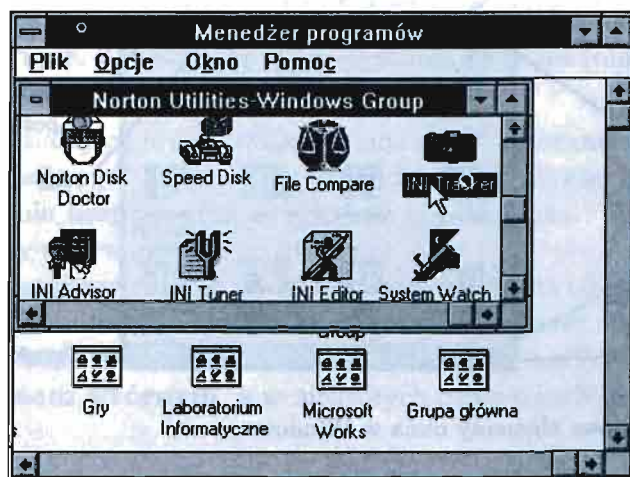 Menedżer programów
Plik Opcje Okno Pomoc
Norton Utilities-Windows Group
Norton Disk
Doctor
Speed Disk
File Compare
INI Tracker
INI Advisor
INI Tuner
INI Editor
System Watch
Group
Gry
Laboratorium
Informatyczne
Microsoft
Works
Grupa główna